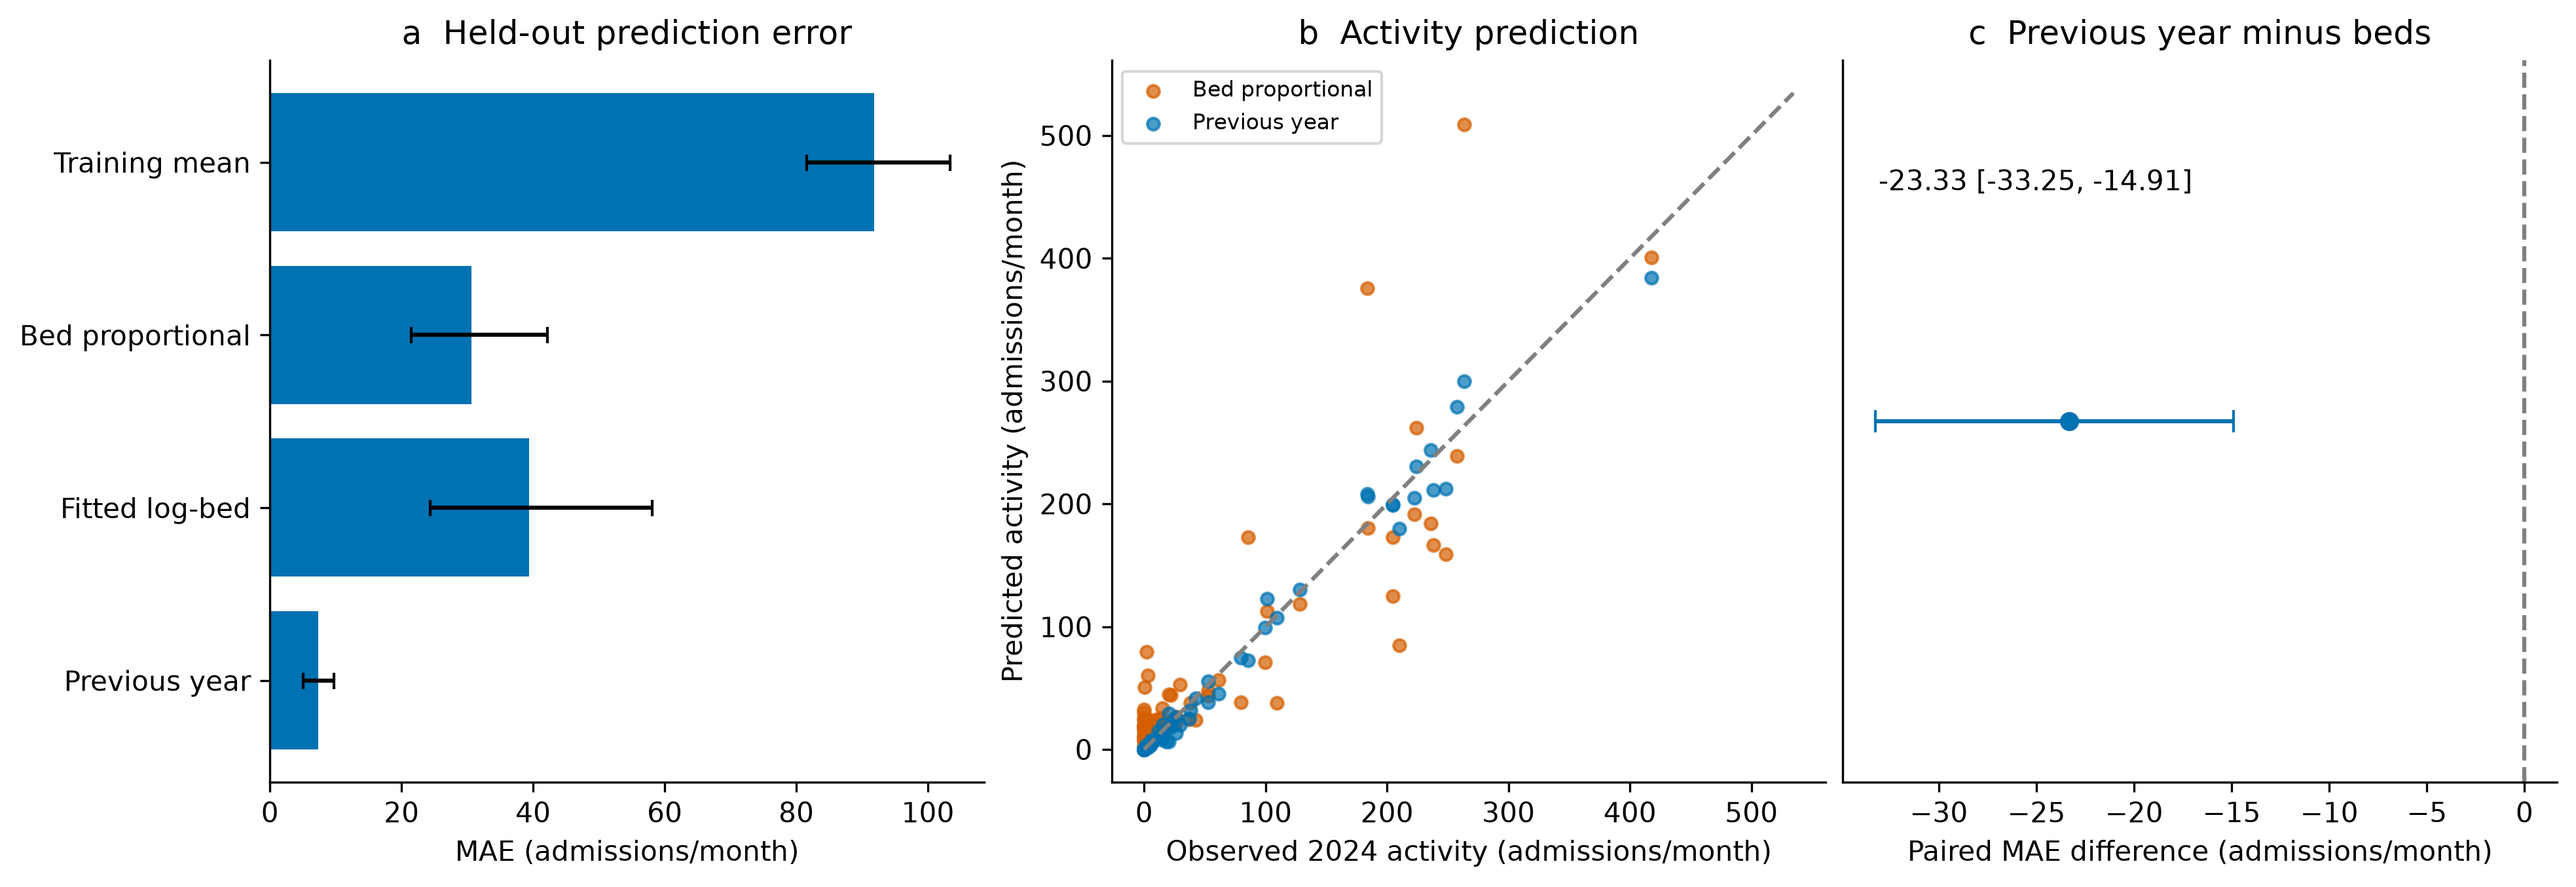 a  Held-out prediction error
Training mean
Bed proportional
Fitted log-bed
Previous year
0 20 40 60 80 100
MAE (admissions/month)
b  Activity prediction
Bed proportional
Previous year
Predicted activity (admissions/month)
500
400
300
200
100
0
0 100 200 300 400 500
Observed 2024 activity (admissions/month)
c  Previous year minus beds
-23.33 [-33.25, -14.91]
−30 −25 −20 −15 −10 −5 0
Paired MAE difference (admissions/month)